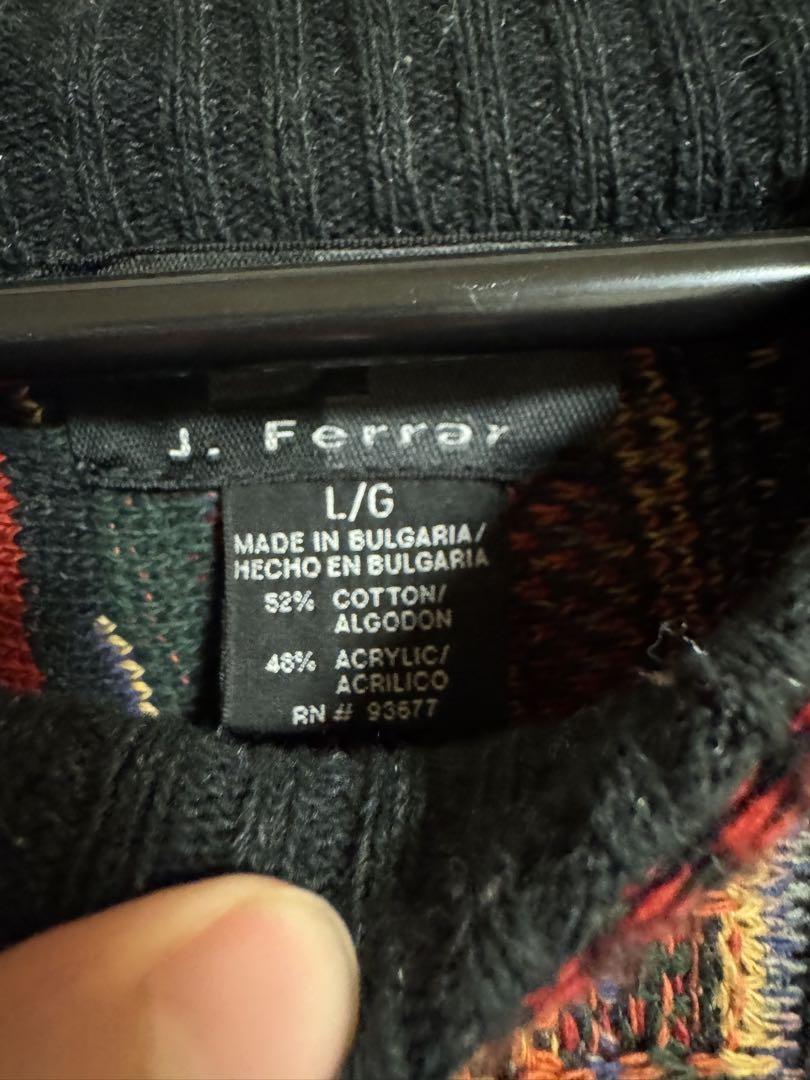 J. Ferrar
L/G
MADE IN BULGARIA/
HECHO EN BULGARIA
52% COTTON/
ALGODON
48% ACRYLIC/
ACRILICO
RN # 93677